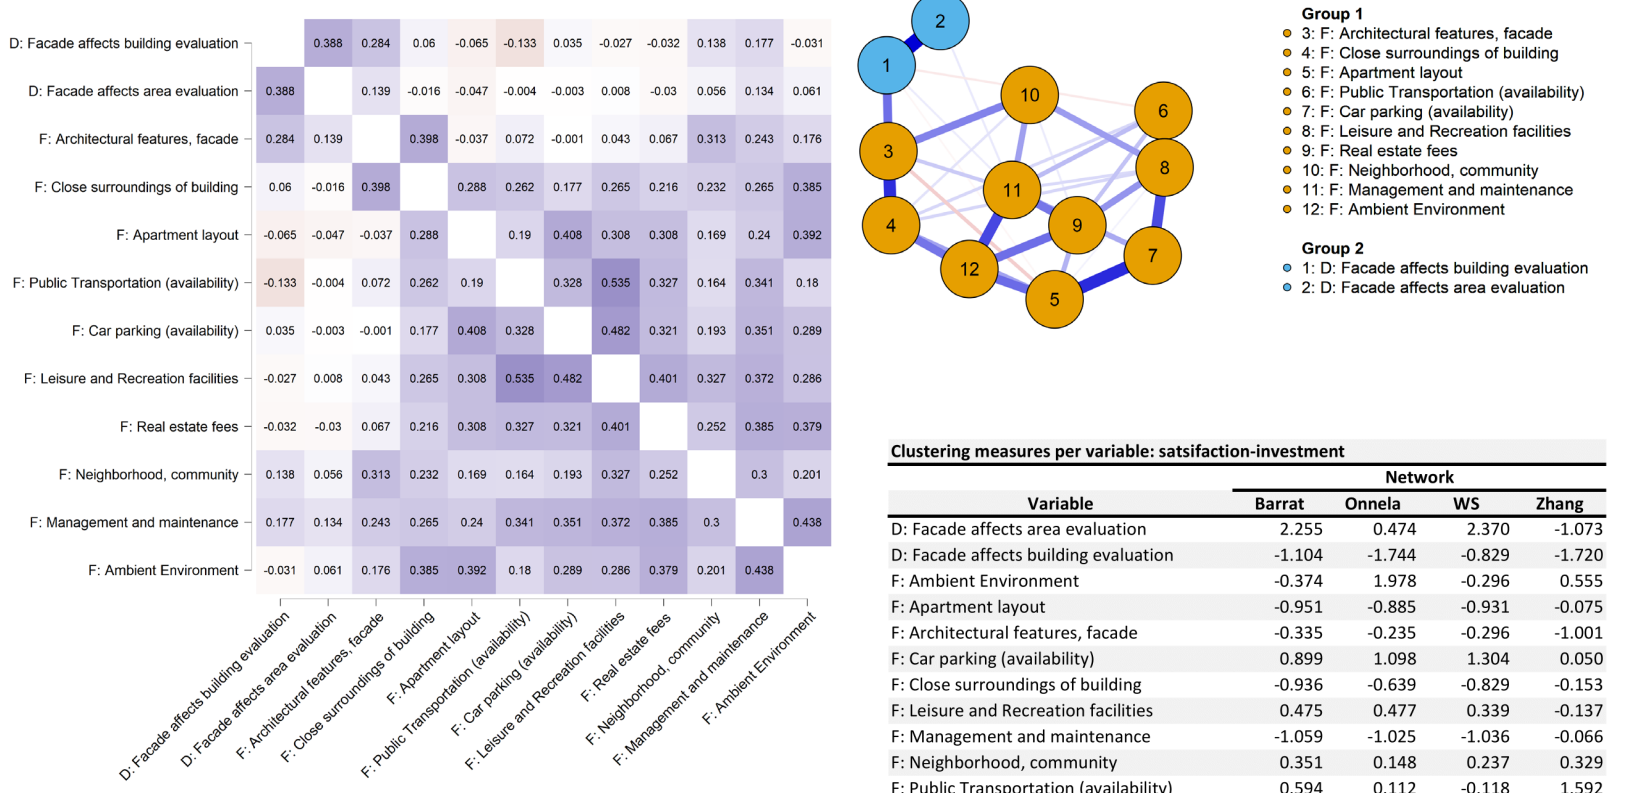 D: Facade affects building evaluation 0.388 0.284 0.06 -0.065 -0.133 0.035 -0.027 -0.032 0.138 0.177 -0.031
D: Facade affects area evaluation 0.388 0.139 -0.016 -0.047 -0.004 -0.003 0.008 -0.03 0.056 0.134 0.061
F: Architectural features, facade 0.284 0.139 0.398 -0.037 0.072 -0.001 0.043 0.067 0.313 0.243 0.176
F: Close surroundings of building 0.06 -0.016 0.398 0.288 0.262 0.177 0.265 0.216 0.232 0.265 0.385
F: Apartment layout -0.065 -0.047 -0.037 0.288 0.19 0.408 0.308 0.308 0.169 0.24 0.392
F: Public Transportation (availability) -0.133 -0.004 0.072 0.262 0.19 0.328 0.535 0.327 0.164 0.341 0.18
F: Car parking (availability) 0.035 -0.003 -0.001 0.177 0.408 0.328 0.482 0.321 0.193 0.351 0.289
F: Leisure and Recreation facilities -0.027 0.008 0.043 0.265 0.308 0.535 0.482 0.401 0.327 0.372 0.286
F: Real estate fees -0.032 -0.03 0.067 0.216 0.308 0.327 0.321 0.401 0.252 0.385 0.379
F: Neighborhood, community 0.138 0.056 0.313 0.232 0.169 0.164 0.193 0.327 0.252 0.3 0.201
F: Management and maintenance 0.177 0.134 0.243 0.265 0.24 0.341 0.351 0.372 0.385 0.3 0.438
F: Ambient Environment -0.031 0.061 0.176 0.385 0.392 0.18 0.289 0.286 0.379 0.201 0.438
D: Facade affects building evaluation
D: Facade affects area evaluation
F: Architectural features, facade
F: Close surroundings of building
F: Apartment layout
F: Public Transportation (availability)
F: Car parking (availability)
F: Leisure and Recreation facilities
F: Real estate fees
F: Neighborhood, community
F: Management and maintenance
F: Ambient Environment
2
1
10
6
3
8
11
4
9
12
7
5
Group 1
3: F: Architectural features, facade
4: F: Close surroundings of building
5: F: Apartment layout
6: F: Public Transportation (availability)
7: F: Car parking (availability)
8: F: Leisure and Recreation facilities
9: F: Real estate fees
10: F: Neighborhood, community
11: F: Management and maintenance
12: F: Ambient Environment
Group 2
1: D: Facade affects building evaluation
2: D: Facade affects area evaluation
Clustering measures per variable: satsifaction-investment
Network
Variable Barrat Onnela WS Zhang
D: Facade affects area evaluation 2.255 0.474 2.370 -1.073
D: Facade affects building evaluation -1.104 -1.744 -0.829 -1.720
F: Ambient Environment -0.374 1.978 -0.296 0.555
F: Apartment layout -0.951 -0.885 -0.931 -0.075
F: Architectural features, facade -0.335 -0.235 -0.296 -1.001
F: Car parking (availability) 0.899 1.098 1.304 0.050
F: Close surroundings of building -0.936 -0.639 -0.829 -0.153
F: Leisure and Recreation facilities 0.475 0.477 0.339 -0.137
F: Management and maintenance -1.059 -1.025 -1.036 -0.066
F: Neighborhood, community 0.351 0.148 0.237 0.329
F: Public Transportation (availability) 0.594 0.112 -0.118 1.592